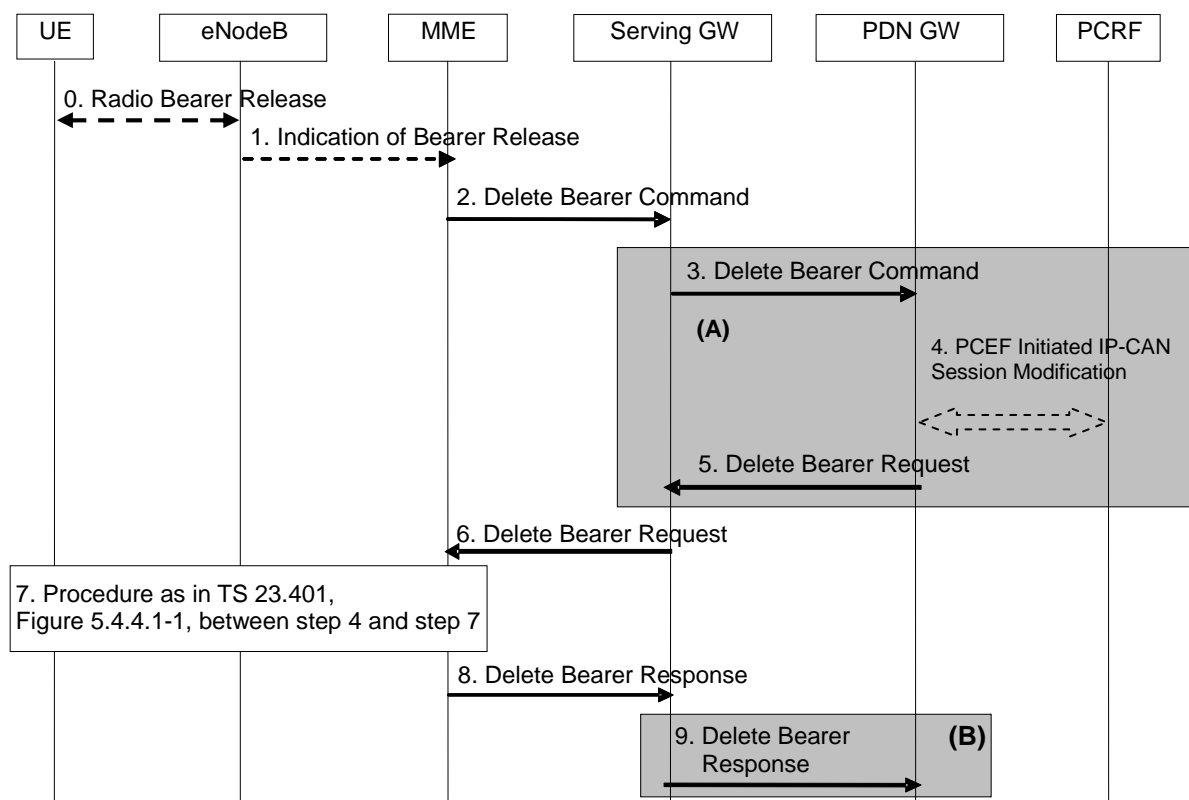 UE
eNodeB
MME
Serving GW
PDN GW
PCRF
0. Radio Bearer Release
1. Indication of Bearer Release
2. Delete Bearer Command
3. Delete Bearer Command
(A)
4. PCEF Initiated IP-CAN
Session Modification
5. Delete Bearer Request
6. Delete Bearer Request
7. Procedure as in TS 23.401,
Figure 5.4.4.1-1, between step 4 and step 7
8. Delete Bearer Response
9. Delete Bearer
Response
(B)